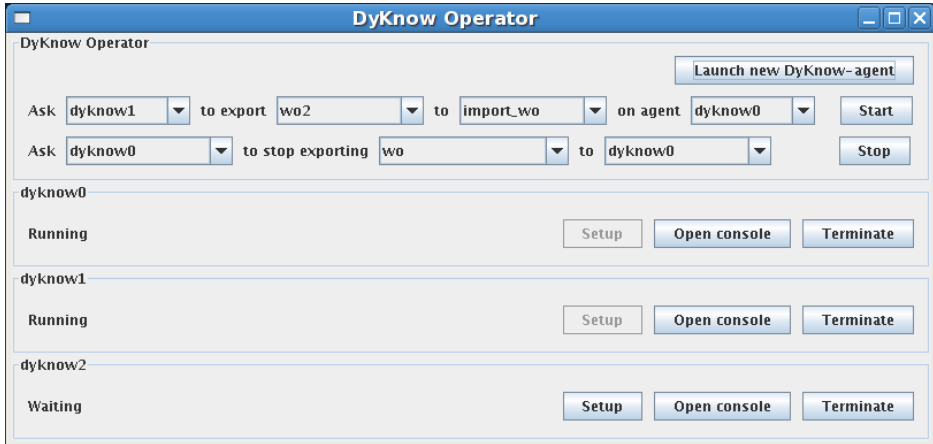 DyKnow Operator
DyKnow Operator
Launch new DyKnow-agent
Ask dyknow1 to export wo2 to import_wo on agent dyknow0 Start
Ask dyknow0 to stop exporting wo to dyknow0 Stop
dyknow0
Running Setup Open console Terminate
dyknow1
Running Setup Open console Terminate
dyknow2
Waiting Setup Open console Terminate